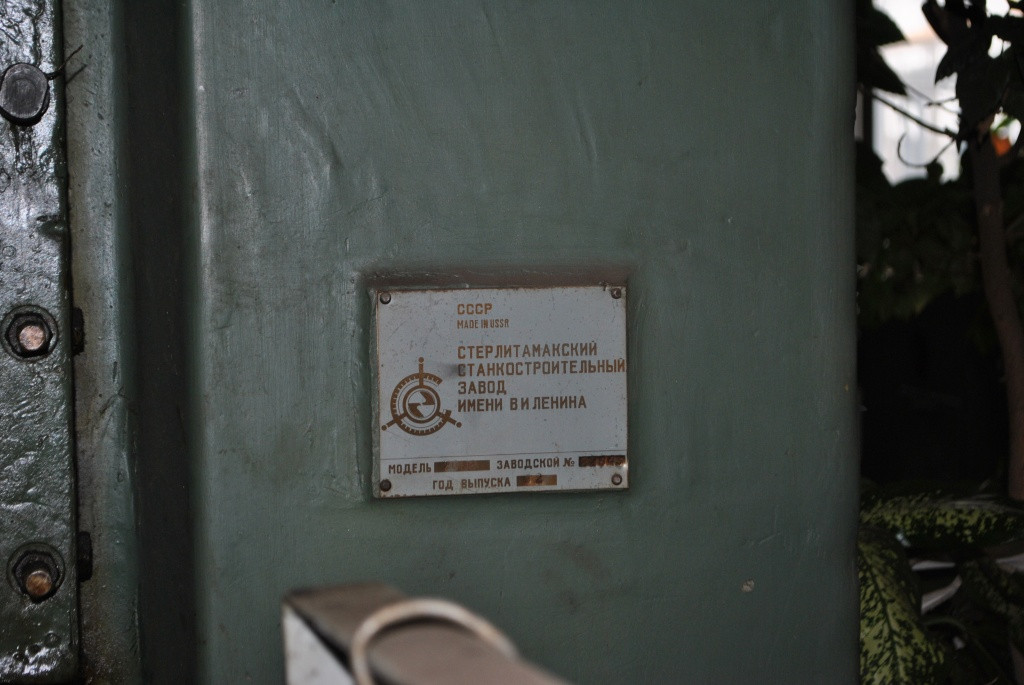 СССР
MADE IN USSR
СТЕРЛИТАМАКСКИЙ
СТАНКОСТРОИТЕЛЬНЫЙ
ЗАВОД
ИМЕНИ В И ЛЕНИНА
МОДЕЛЬ ЗАВОДСКОЙ №
ГОД ВЫПУСКА